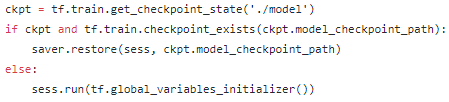 ckpt = tf.train.get_checkpoint_state('./model')
if ckpt and tf.train.checkpoint_exists(ckpt.model_checkpoint_path):
    saver.restore(sess, ckpt.model_checkpoint_path)
else:
    sess.run(tf.global_variables_initializer())